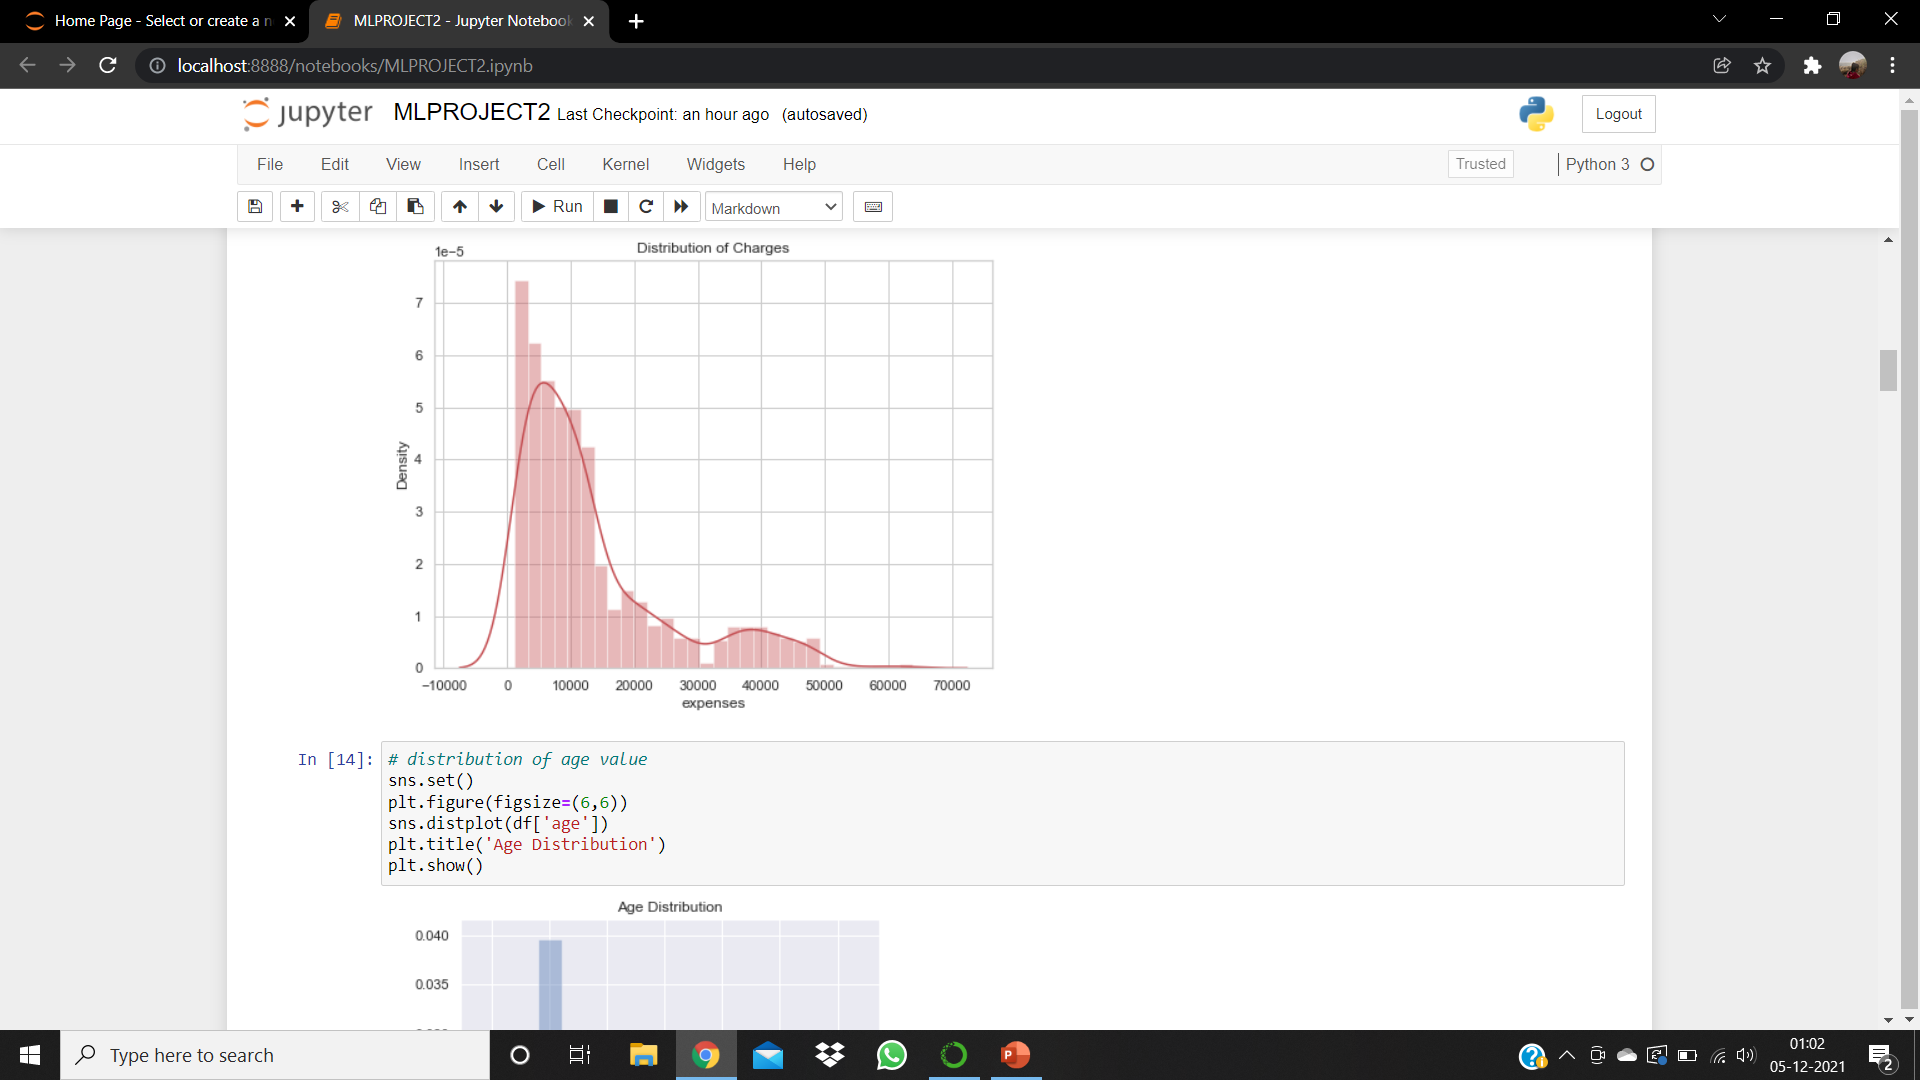 Home Page - Select or create a n
MLPROJECT2 - Jupyter Notebook
localhost:8888/notebooks/MLPROJECT2.ipynb
jupyter MLPROJECT2 Last Checkpoint: an hour ago (autosaved)
Logout
File Edit View Insert Cell Kernel Widgets Help
Trusted
Python 3
Run
Markdown
Distribution of Charges
1e−5
7
6
5
4
3
2
1
0
Density
−10000 0 10000 20000 30000 40000 50000 60000 70000
expenses
In [14]:
# distribution of age value
sns.set()
plt.figure(figsize=(6,6))
sns.distplot(df['age'])
plt.title('Age Distribution')
plt.show()
Age Distribution
0.040
0.035
Type here to search
P
01:02
05-12-2021
2